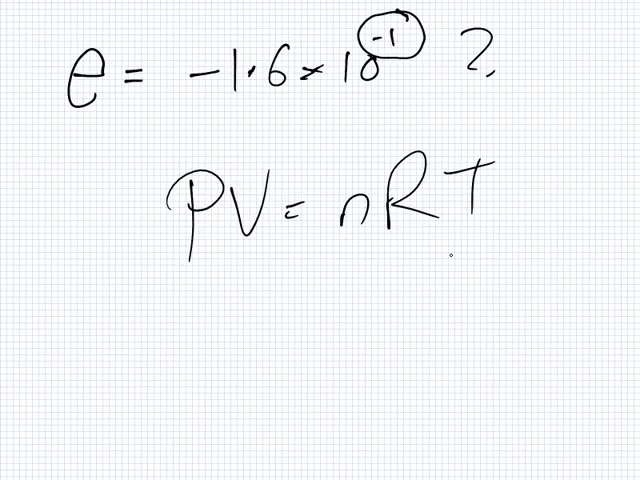 e = -1.6 × 10⁻¹ ?
PV = nRT